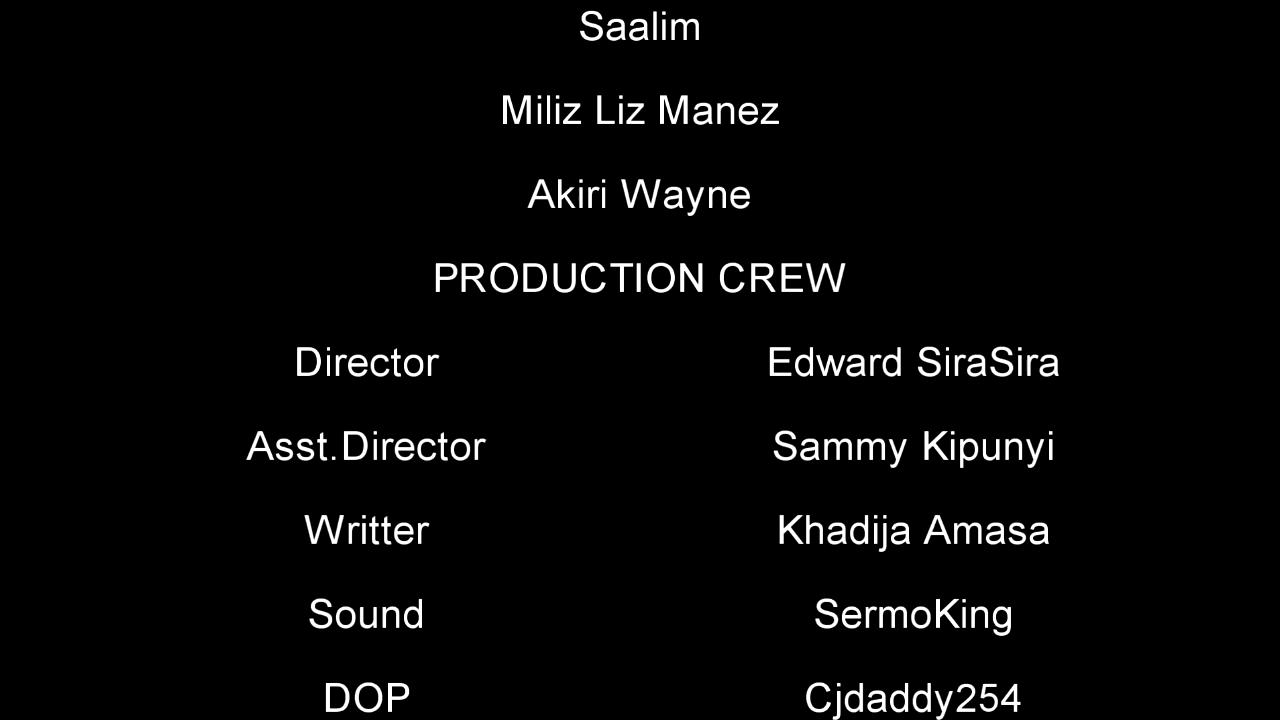 Saalim
Miliz Liz Manez
Akiri Wayne
PRODUCTION CREW
Director Edward SiraSira
Asst.Director Sammy Kipunyi
Writter Khadija Amasa
Sound SermoKing
DOP Cjdaddy254